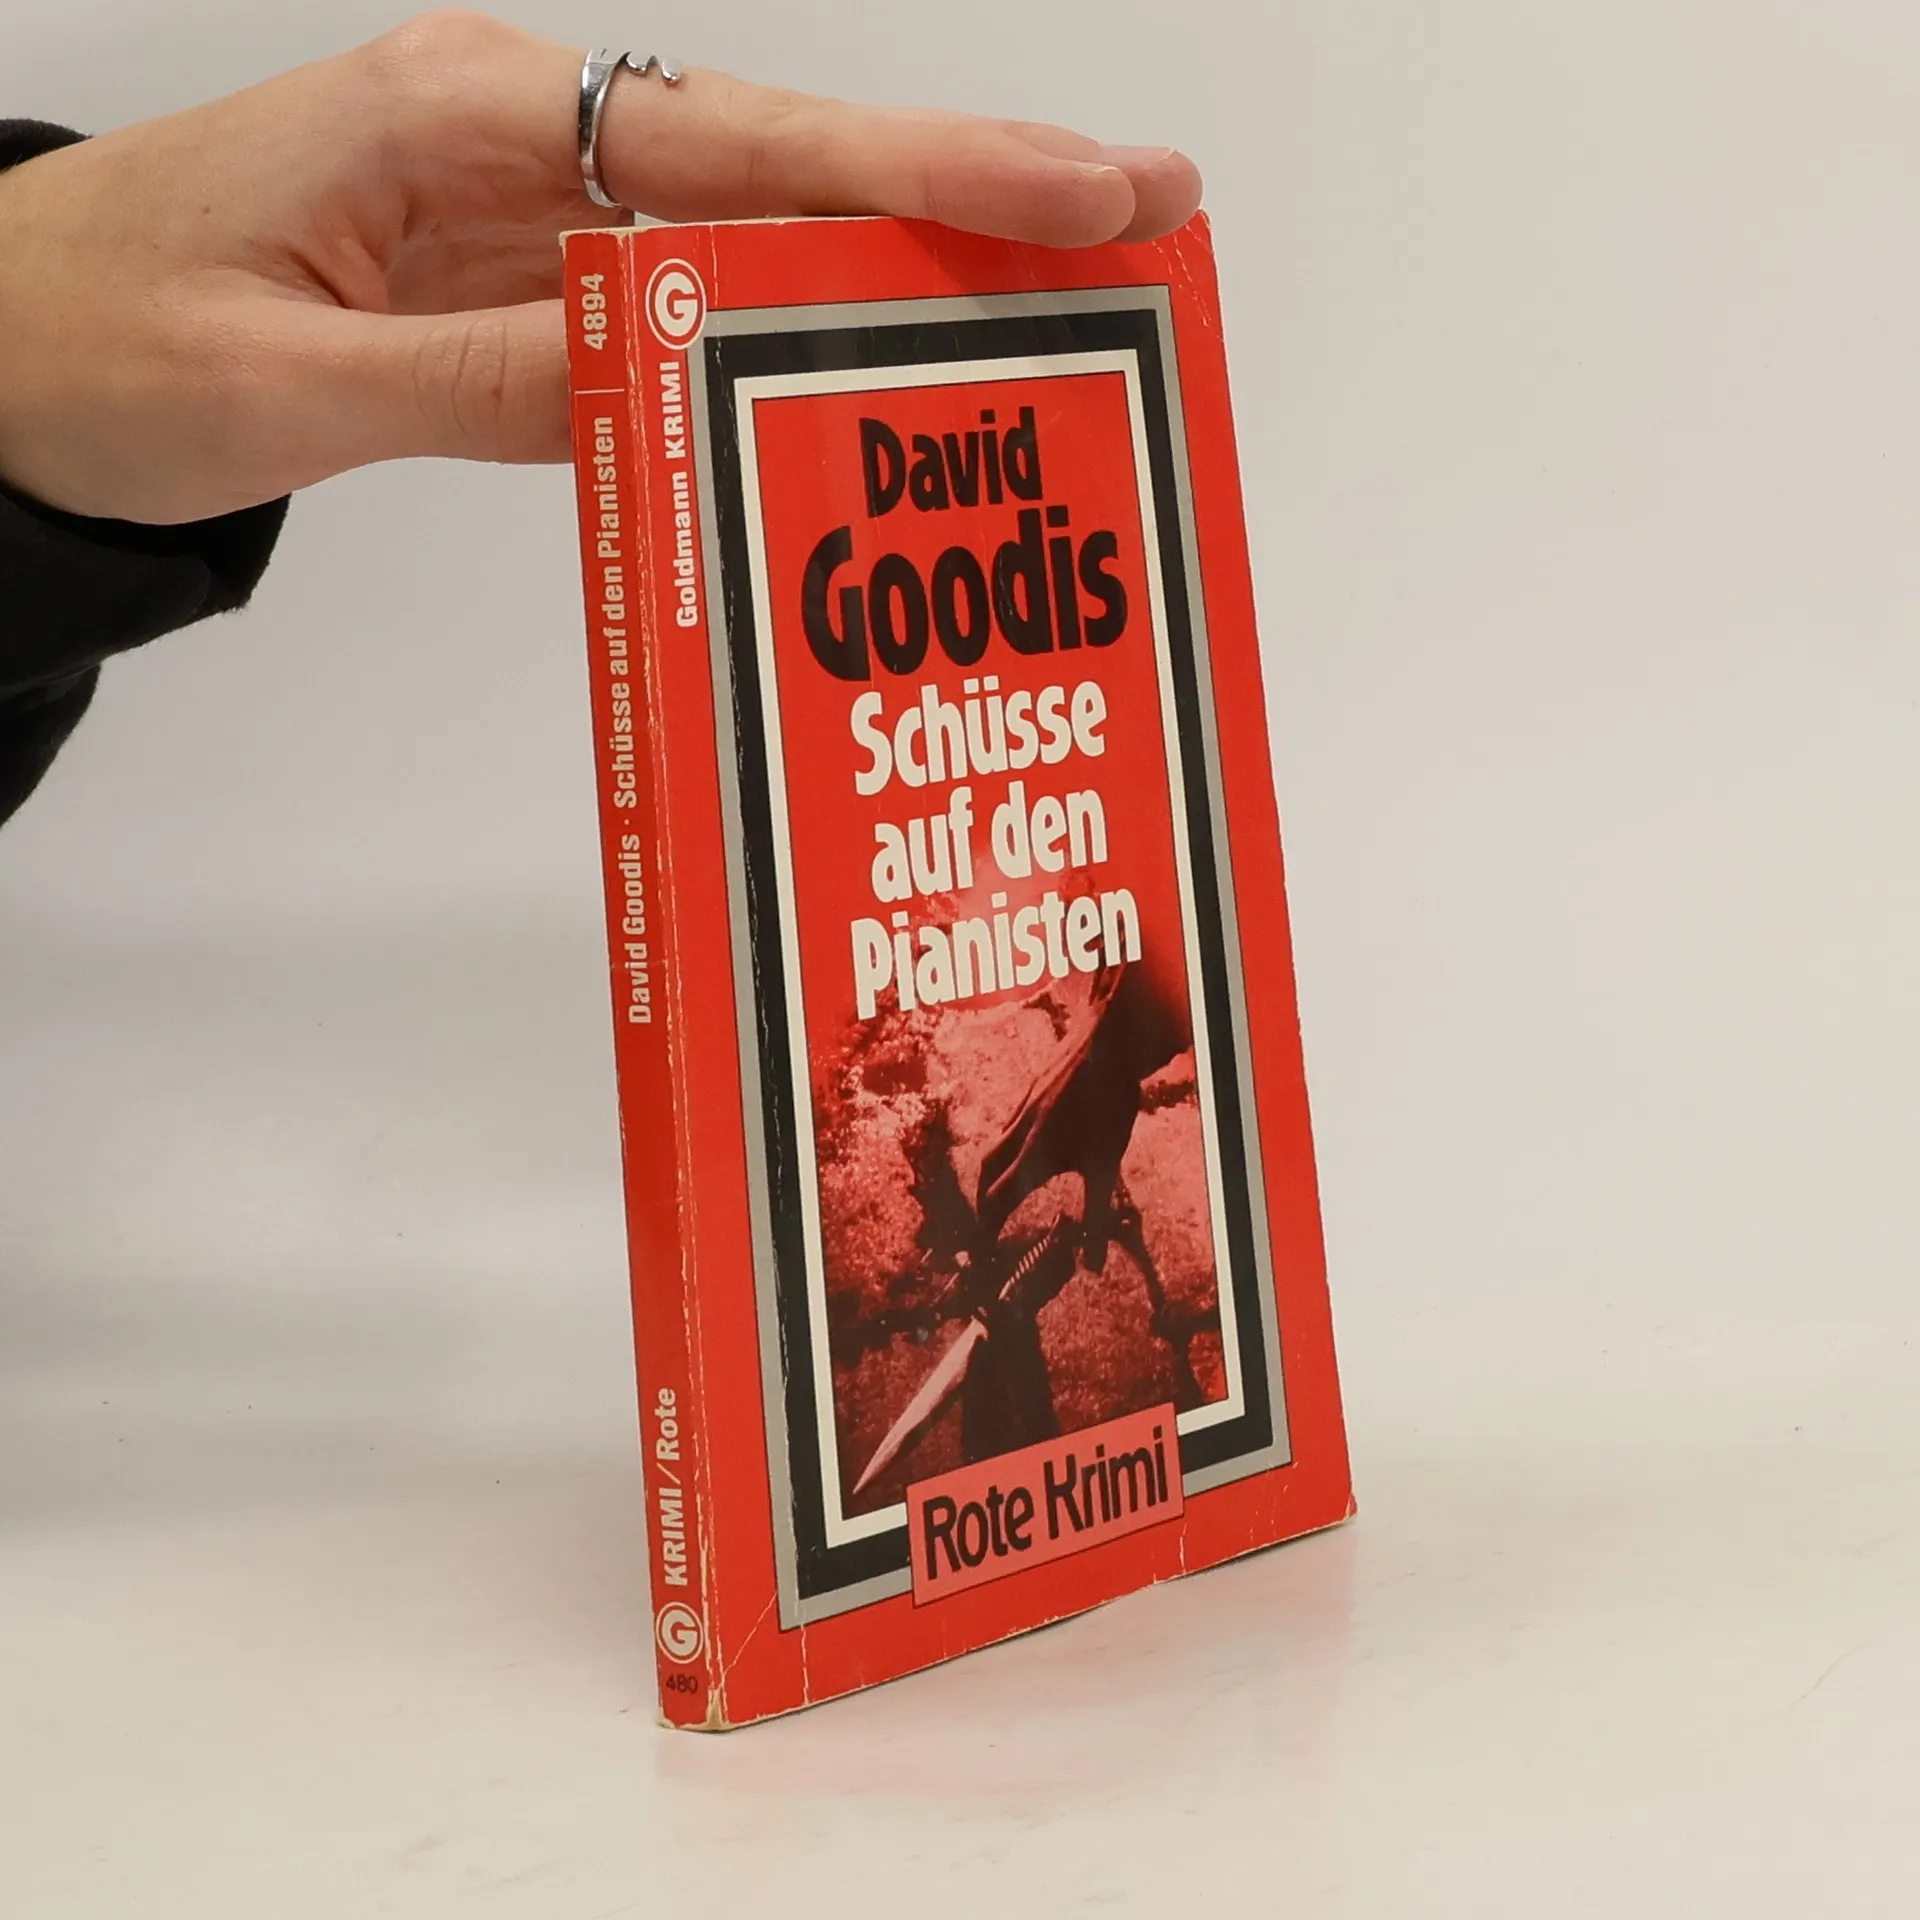 4894
David Goodis · Schüsse auf den Pianisten
KRIMI/Rote
G
480
G
Goldmann KRIMI
David
Goodis
Schüsse
auf den
Pianisten
Rote Krimi